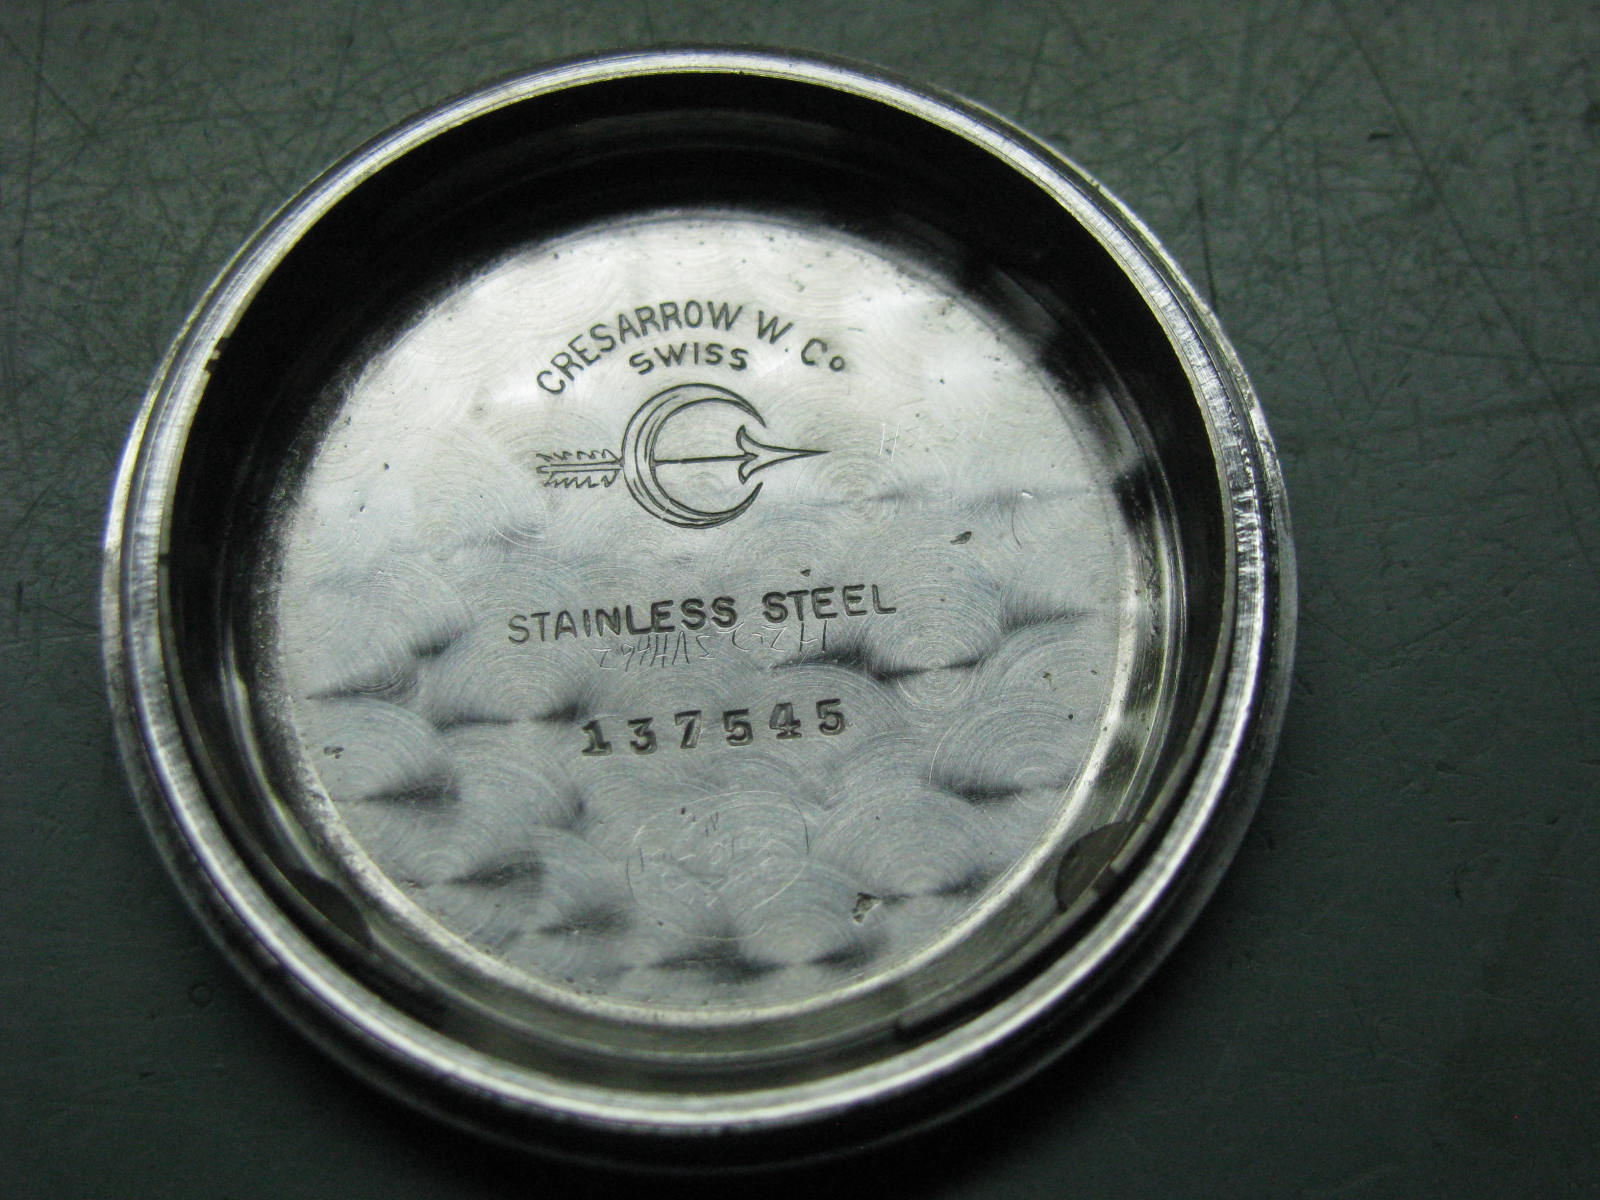 CRESARROW W. Co
SWISS
STAINLESS STEEL
137545